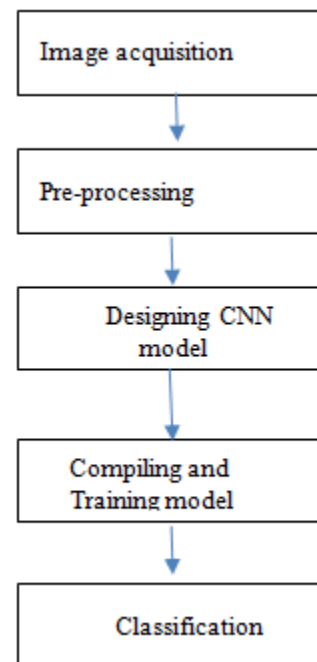 Image acquisition
Pre-processing
Designing CNN
model
Compiling and
Training model
Classification